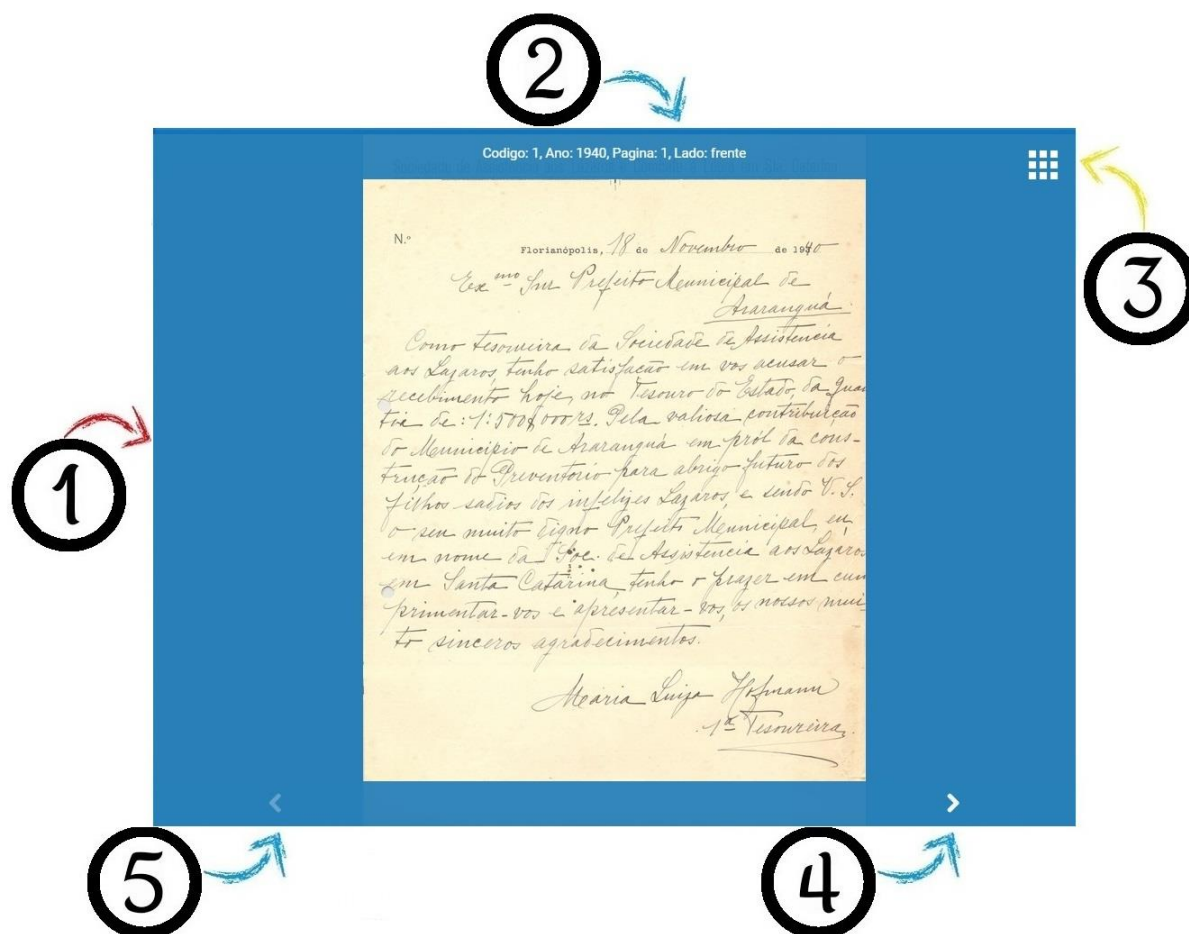 2
Codigo: 1, Ano: 1940, Pagina: 1, Lado: frente
3
N.º
Florianópolis, 18 de Novembro de 1940
Exmo Snr Prefeito Municipal de
Araranguá
Como tesoureira da Sociedade de Assistencia
aos Lazaros, tenho satisfação em vos acusar o
recebimento hoje, no Tesouro do Estado, da quan
tia de: 1:500$000 rs. Pela valiosa contribuição
do Municipio de Araranguá em pról da cons-
trução do Preventorio para abrigo futuro dos
filhos sadios dos infelizes Lazaros, e sendo V. S.
o seu muito digno Prefeito Municipal, eu
em nome da Soc. de Assistencia aos Lazaros
em Santa Catarina, tenho o prazer em cum
primentar-vos e apresentar-vos, os nossos mui-
to sinceros agradecimentos.
Maria Luiza Hofmann
1ª Tesoureira
1
5
4